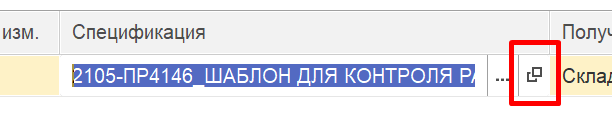 изм. Спецификация Получ
2105-ПР4146_ШАБЛОН ДЛЯ КОНТРОЛЯ РА ... Склад